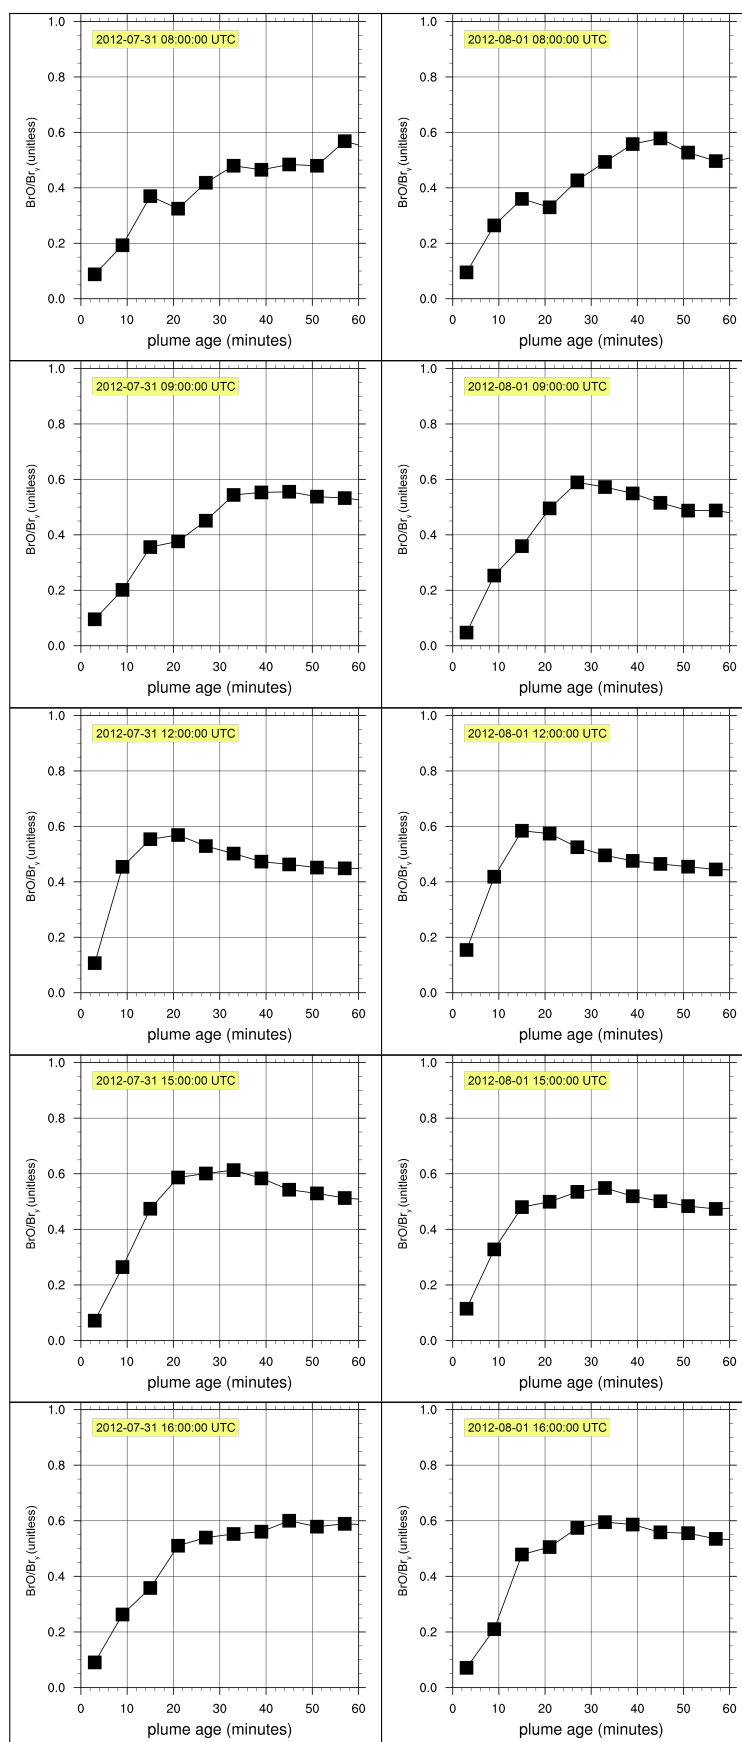 2012-07-31 08:00:00 UTC
BrO/Bry (unitless)
1.0
0.8
0.6
0.4
0.2
0.0
0 10 20 30 40 50 60
plume age (minutes)
2012-08-01 08:00:00 UTC
BrO/Bry (unitless)
1.0
0.8
0.6
0.4
0.2
0.0
0 10 20 30 40 50 60
plume age (minutes)
2012-07-31 09:00:00 UTC
BrO/Bry (unitless)
1.0
0.8
0.6
0.4
0.2
0.0
0 10 20 30 40 50 60
plume age (minutes)
2012-08-01 09:00:00 UTC
BrO/Bry (unitless)
1.0
0.8
0.6
0.4
0.2
0.0
0 10 20 30 40 50 60
plume age (minutes)
2012-07-31 12:00:00 UTC
BrO/Bry (unitless)
1.0
0.8
0.6
0.4
0.2
0.0
0 10 20 30 40 50 60
plume age (minutes)
2012-08-01 12:00:00 UTC
BrO/Bry (unitless)
1.0
0.8
0.6
0.4
0.2
0.0
0 10 20 30 40 50 60
plume age (minutes)
2012-07-31 15:00:00 UTC
BrO/Bry (unitless)
1.0
0.8
0.6
0.4
0.2
0.0
0 10 20 30 40 50 60
plume age (minutes)
2012-08-01 15:00:00 UTC
BrO/Bry (unitless)
1.0
0.8
0.6
0.4
0.2
0.0
0 10 20 30 40 50 60
plume age (minutes)
2012-07-31 16:00:00 UTC
BrO/Bry (unitless)
1.0
0.8
0.6
0.4
0.2
0.0
0 10 20 30 40 50 60
plume age (minutes)
2012-08-01 16:00:00 UTC
BrO/Bry (unitless)
1.0
0.8
0.6
0.4
0.2
0.0
0 10 20 30 40 50 60
plume age (minutes)